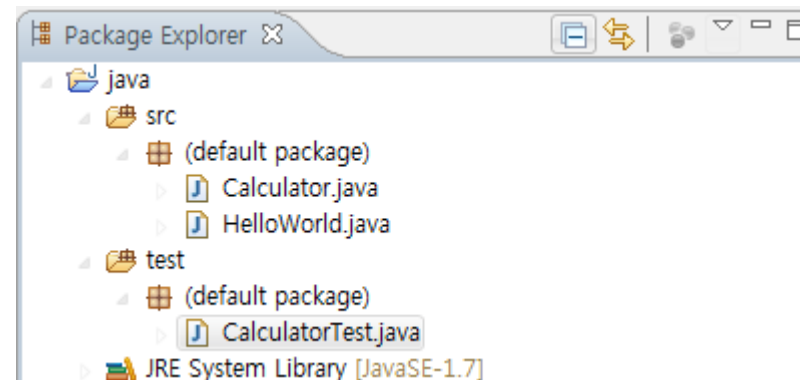 Package Explorer
java
src
(default package)
Calculator.java
HelloWorld.java
test
(default package)
CalculatorTest.java
JRE System Library [JavaSE-1.7]